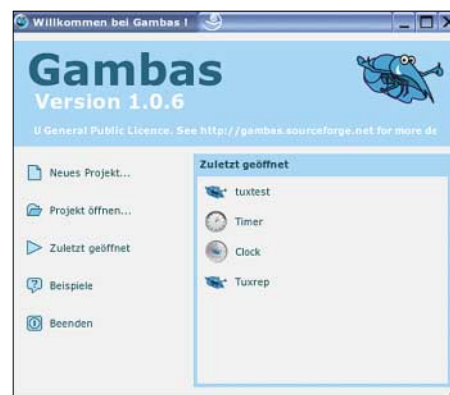 Willkommen bei Gambas !
Gambas
Version 1.0.6
U General Public Licence. See http://gambas.sourceforge.net for more de
Neues Projekt...
Projekt öffnen...
Zuletzt geöffnet
Beispiele
Beenden
Zuletzt geöffnet
tuxtest
Timer
Clock
Tuxrep